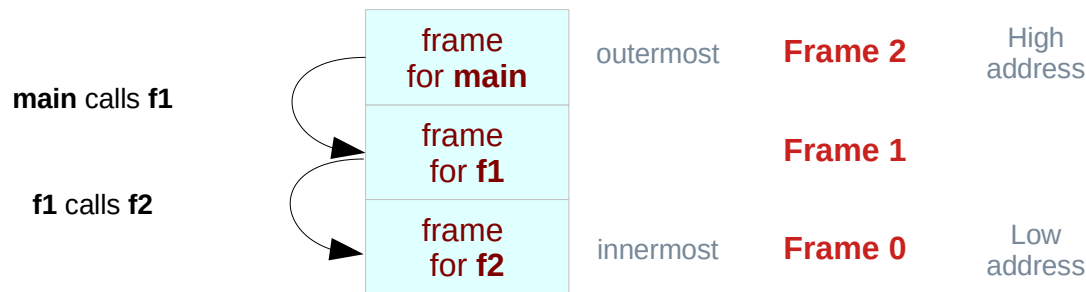 frame
for main
outermost
Frame 2
High
address
main calls f1
frame
for f1
Frame 1
f1 calls f2
frame
for f2
innermost
Frame 0
Low
address